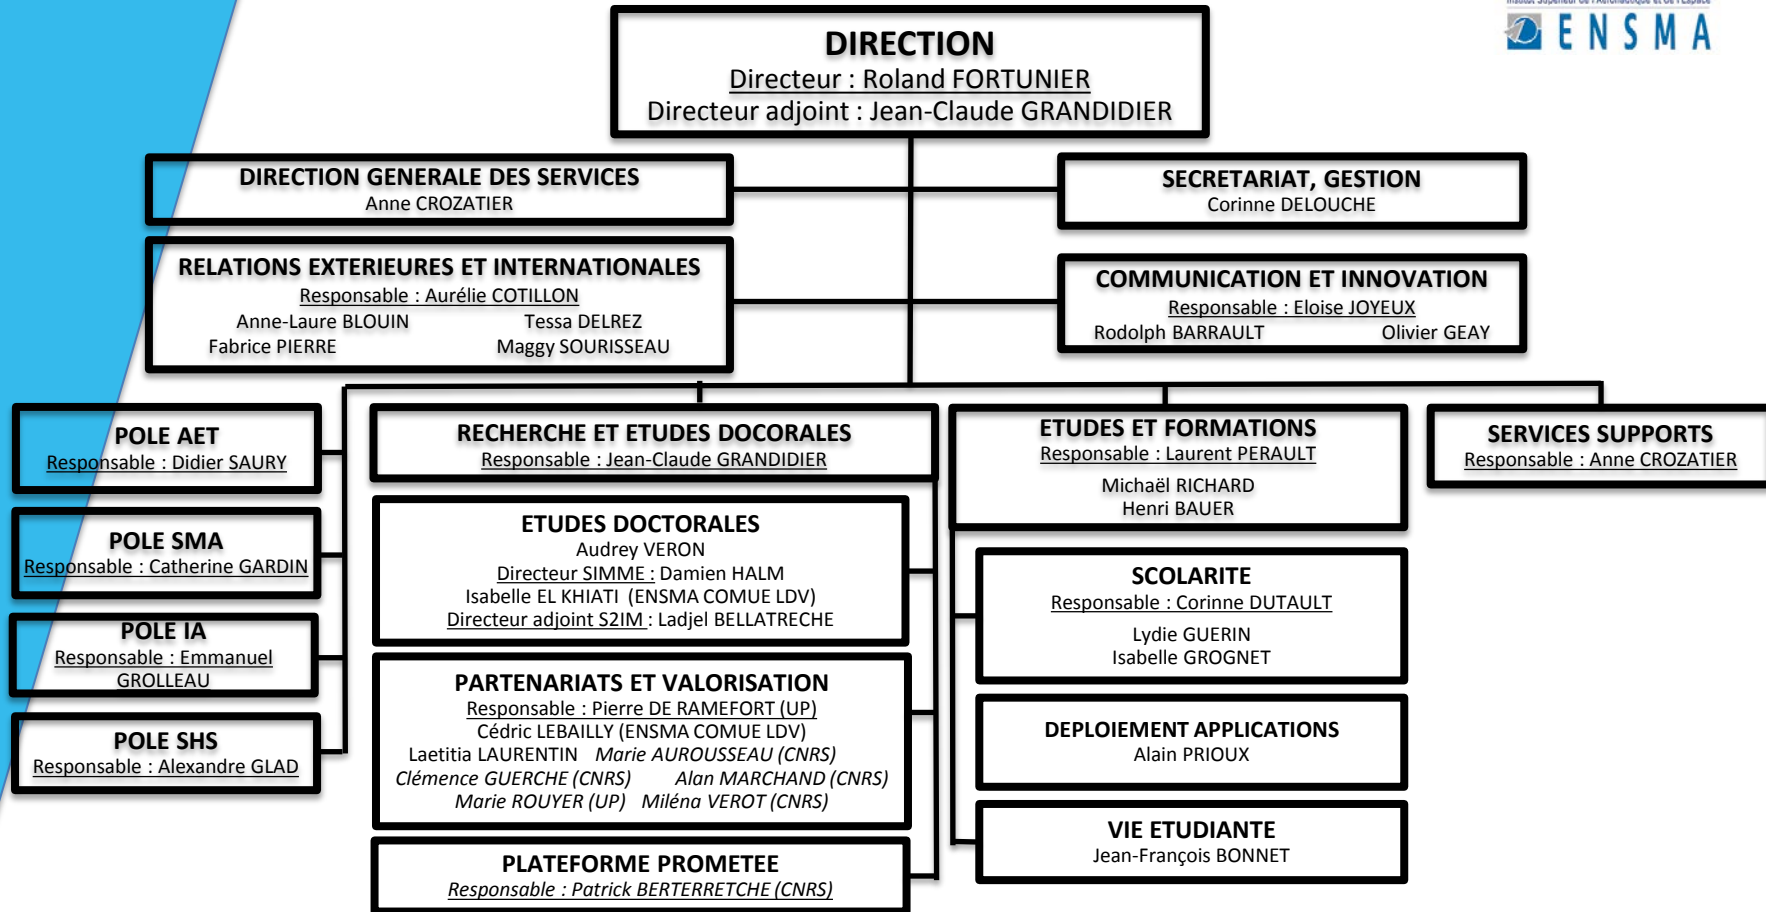 Institut Supérieur de l'Aéronautique et de l'Espace
ENSMA
DIRECTION
Directeur : Roland FORTUNIER
Directeur adjoint : Jean-Claude GRANDIDIER
DIRECTION GENERALE DES SERVICES
Anne CROZATIER
SECRETARIAT, GESTION
Corinne DELOUCHE
RELATIONS EXTERIEURES ET INTERNATIONALES
Responsable : Aurélie COTILLON
Anne-Laure BLOUIN Tessa DELREZ
Fabrice PIERRE Maggy SOURISSEAU
COMMUNICATION ET INNOVATION
Responsable : Eloise JOYEUX
Rodolph BARRAULT Olivier GEAY
POLE AET
Responsable : Didier SAURY
POLE SMA
Responsable : Catherine GARDIN
POLE IA
Responsable : Emmanuel
GROLLEAU
POLE SHS
Responsable : Alexandre GLAD
RECHERCHE ET ETUDES DOCORALES
Responsable : Jean-Claude GRANDIDIER
ETUDES DOCTORALES
Audrey VERON
Directeur SIMME : Damien HALM
Isabelle EL KHIATI (ENSMA COMUE LDV)
Directeur adjoint S2IM : Ladjel BELLATRECHE
PARTENARIATS ET VALORISATION
Responsable : Pierre DE RAMEFORT (UP)
Cédric LEBAILLY (ENSMA COMUE LDV)
Laetitia LAURENTIN Marie AUROUSSEAU (CNRS)
Clémence GUERCHE (CNRS) Alan MARCHAND (CNRS)
Marie ROUYER (UP) Miléna VEROT (CNRS)
PLATEFORME PROMETEE
Responsable : Patrick BERTERRETCHE (CNRS)
ETUDES ET FORMATIONS
Responsable : Laurent PERAULT
Michaël RICHARD
Henri BAUER
SCOLARITE
Responsable : Corinne DUTAULT
Lydie GUERIN
Isabelle GROGNET
DEPLOIEMENT APPLICATIONS
Alain PRIOUX
VIE ETUDIANTE
Jean-François BONNET
SERVICES SUPPORTS
Responsable : Anne CROZATIER